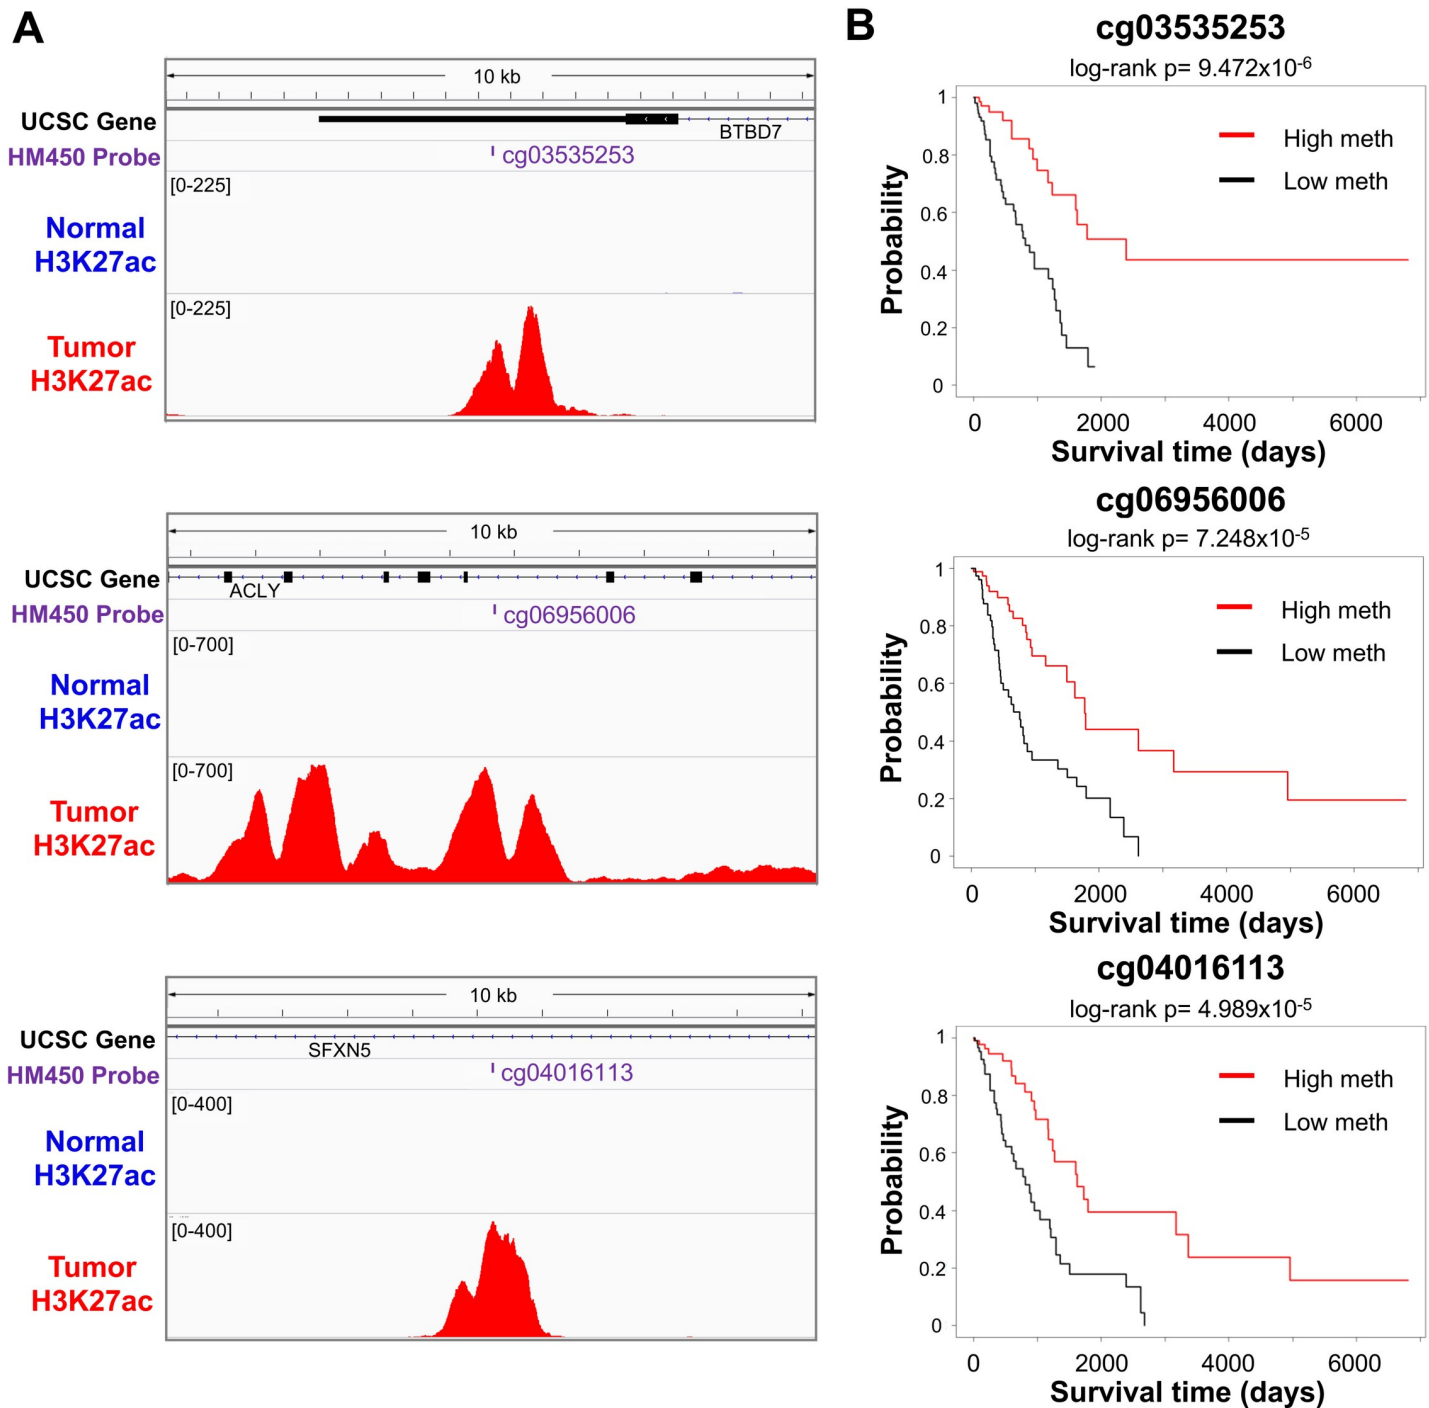 A
10 kb
UCSC Gene
BTBD7
HM450 Probe
cg03535253
[0-225]
Normal
H3K27ac
[0-225]
Tumor
H3K27ac
10 kb
UCSC Gene
ACLY
HM450 Probe
cg06956006
[0-700]
Normal
H3K27ac
[0-700]
Tumor
H3K27ac
10 kb
UCSC Gene
SFXN5
HM450 Probe
cg04016113
[0-400]
Normal
H3K27ac
[0-400]
Tumor
H3K27ac
B
cg03535253
log-rank p= 9.472x10-6
1
0.8
0.6
0.4
0.2
0
Probability
High meth
Low meth
0 2000 4000 6000
Survival time (days)
cg06956006
log-rank p= 7.248x10-5
1
0.8
0.6
0.4
0.2
0
Probability
High meth
Low meth
0 2000 4000 6000
Survival time (days)
cg04016113
log-rank p= 4.989x10-5
1
0.8
0.6
0.4
0.2
0
Probability
High meth
Low meth
0 2000 4000 6000
Survival time (days)